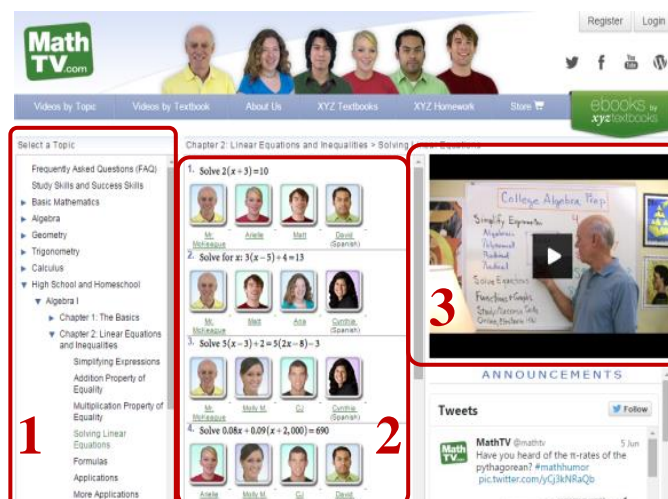 Math
TV.com
Register
Login
Videos by Topic
Videos by Textbook
About Us
XYZ Textbooks
XYZ Homework
Store
ebooks by
xyztextbooks
Select a Topic
Frequently Asked Questions (FAQ)
Study Skills and Success Skills
Basic Mathematics
Algebra
Geometry
Trigonometry
Calculus
High School and Homeschool
Algebra I
Chapter 1: The Basics
Chapter 2: Linear Equations
and Inequalities
Simplifying Expressions
Addition Property of
Equality
Multiplication Property of
Equality
Solving Linear
Equations
Formulas
Applications
More Applications
1
Chapter 2: Linear Equations and Inequalities > Solving Linear Equations
1. Solve 2(x+3)=10
Mr. McKeague
Arielle
Matt
David (Spanish)
2. Solve for x: 3(x−5)+4=13
Mr. McKeague
Matt
Ana
Cynthia (Spanish)
3. Solve 5(x−3)+2=5(2x−8)−3
Mr. McKeague
Molly M.
CJ
Cynthia (Spanish)
4. Solve 0.08x+0.09(x+2,000)=690
Arielle
Molly M.
CJ
David
2
College Algebra Prep
Simplify Expressions
Algebraic
Polynomial
Rational
Radical
Solve Equations
Functions & Graphs
3
ANNOUNCEMENTS
Tweets
Follow
Math
TV
MathTV @mathtv
5 Jun
Have you heard of the π-rates of the
pythagorean? #mathhumor
pic.twitter.com/yCj3kNRaQb